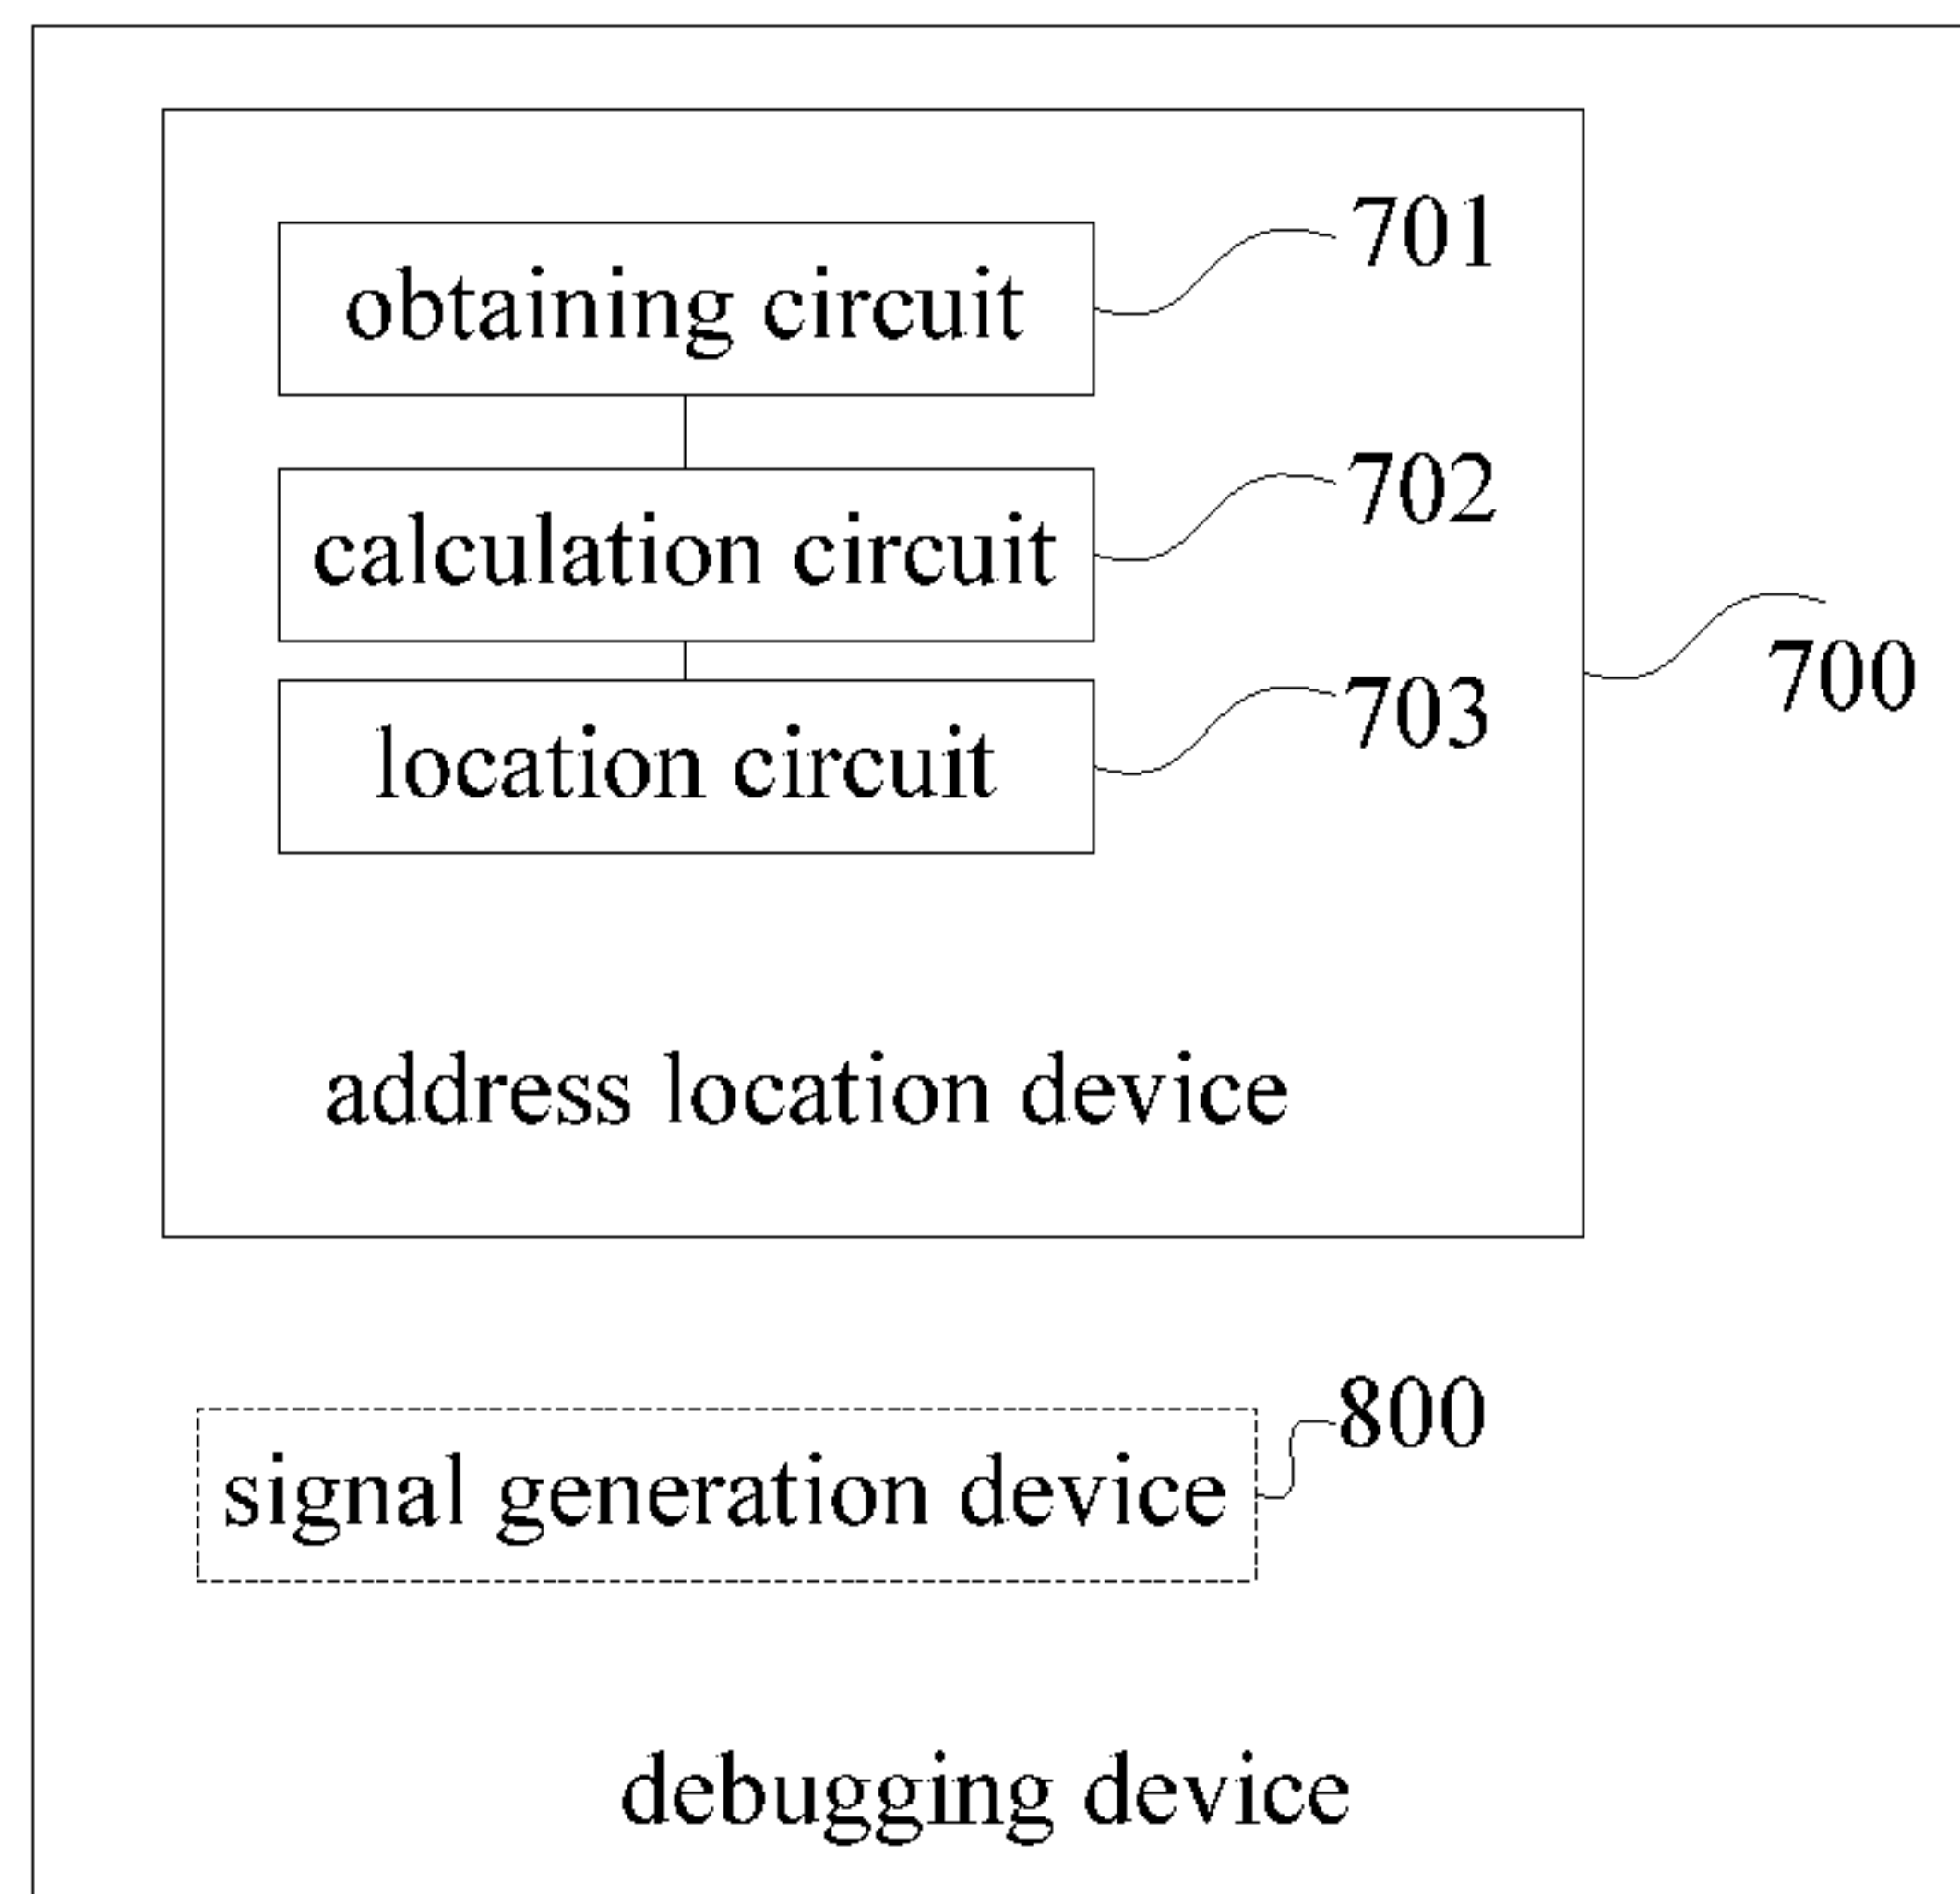 obtaining circuit
701
calculation circuit
702
location circuit
703
700
address location device
signal generation device
800
debugging device